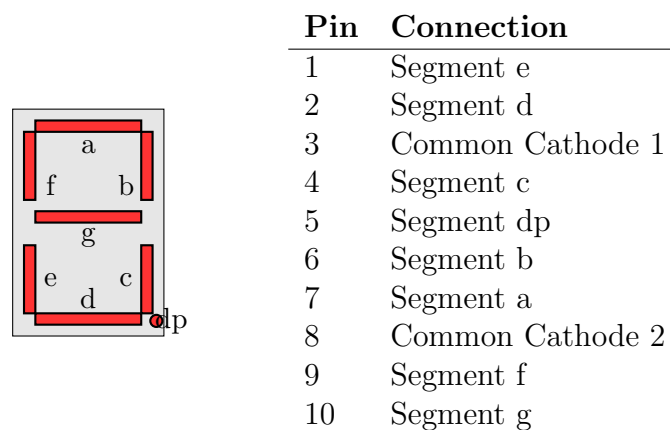 a
f b
g
e c
d
dp
Pin Connection
1 Segment e
2 Segment d
3 Common Cathode 1
4 Segment c
5 Segment dp
6 Segment b
7 Segment a
8 Common Cathode 2
9 Segment f
10 Segment g